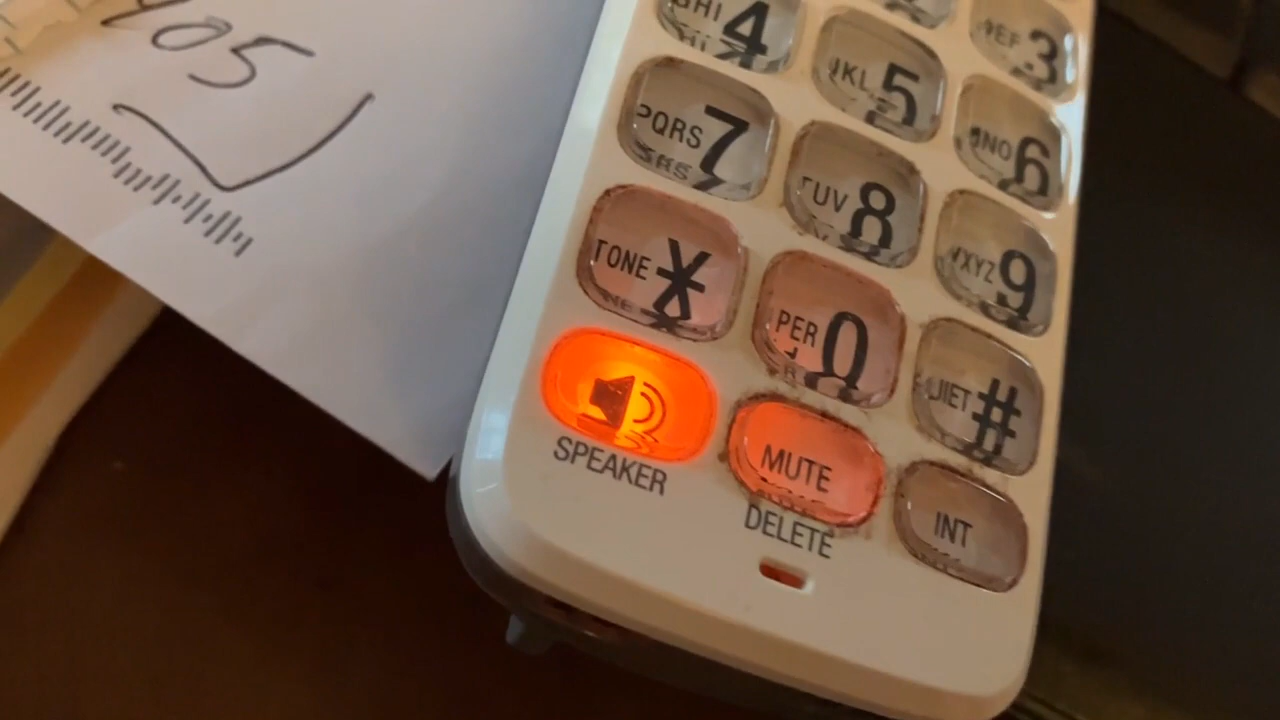 405
GHI 4
JKL 5
DEF 3
PQRS 7
TUV 8
MNO 6
TONE *
OPER 0
WXYZ 9
QUIET #
SPEAKER
MUTE
DELETE
INT